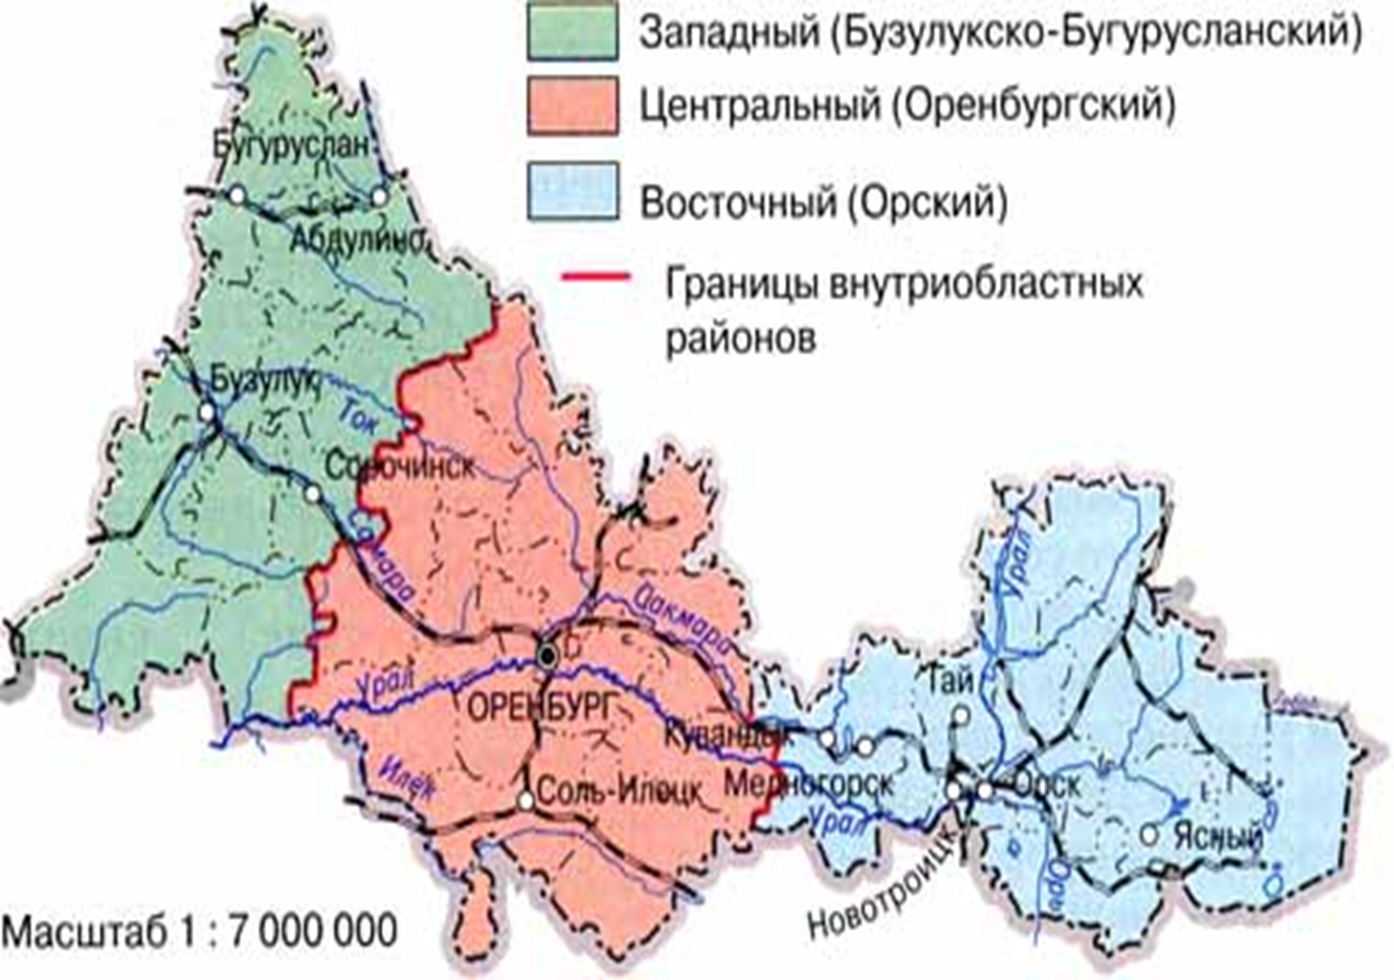 Западный (Бузулукско-Бугурусланский)
Центральный (Оренбургский)
Восточный (Орский)
Границы внутриобластных
районов
Бугуруслан
Абдулино
Бузулук
Ток
Сорочинск
Самара
Сакмара
Урал
Урал
ОРЕНБУРГ
Тай
Кувандык
Илек
Соль-Илецк
Медногорск
Орск
Урал
Ясный
Новотроицк
Орь
Масштаб 1 : 7 000 000